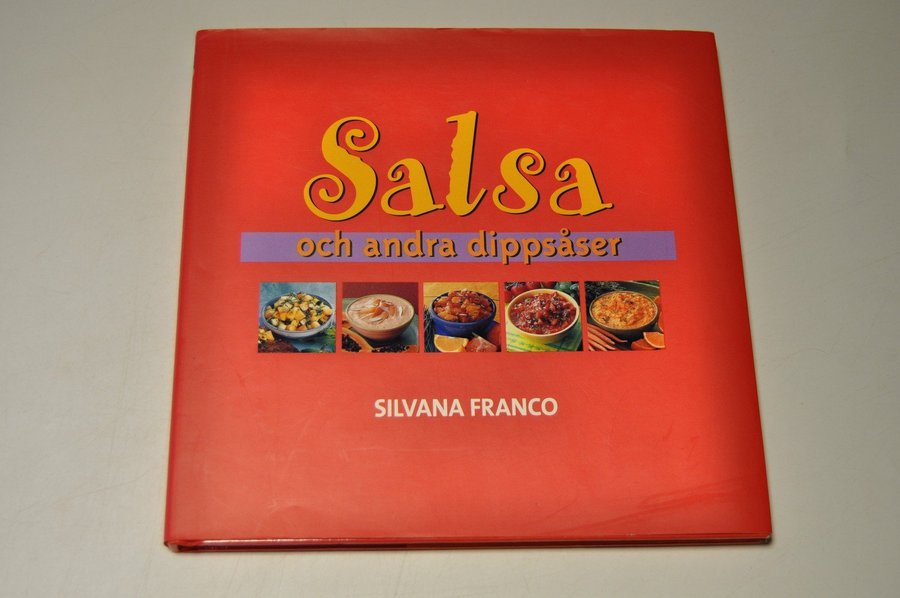 Salsa
och andra dippsåser
SILVANA FRANCO